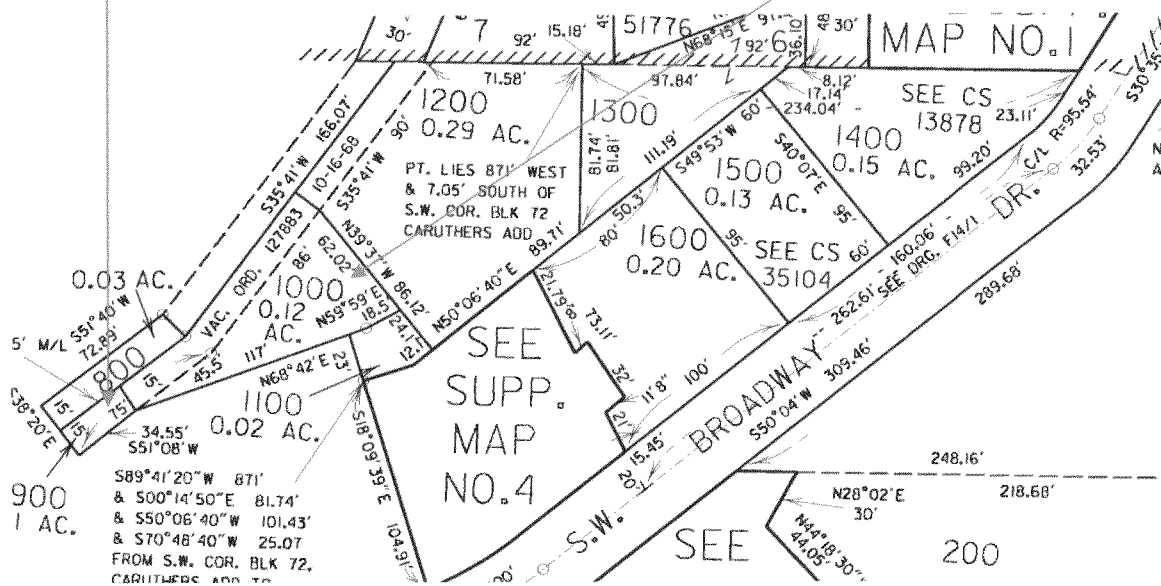 30'
7
92'
15.18'
51776
N68°15'E
7 92' 6
36.10'
48
30'
MAP NO.1
71.58'
97.84'
8.12'
17.14'
234.04'
SEE CS
13878
23.11'
C/L R=95.54'
32.53'
1200
0.29 AC.
90'
1300
81.74'
81.81'
111.19'
S49°53'W 60'
1400
0.15 AC.
99.20'
S35°41'W 166.07'
10-16-68
S35°41'W
PT. LIES 871' WEST
& 7.05' SOUTH OF
S.W. COR. BLK 72
CARUTHERS ADD
1500
0.13 AC.
S40°07'E 95'
95'
SEE CS
35104
60'
80' 50.3'
1600
0.20 AC.
VAC. ORD. 127883
86'
1000
0.12
AC.
N39°37'W 86.12'
62.02'
N59°59'E
18.5'
24.1'
12.1'
N50°06'40"E 89.71'
0.03 AC.
S51°40'W
72.89'
5' M/L
800
15'
45.5'
117'
N68°42'E
23'
1100
0.02 AC.
S38°20'E
15'
15'
75'
34.55'
S51°08'W
900
1 AC.
S89°41'20"W 871'
& S00°14'50"E 81.74'
& S50°06'40"W 101.43'
& S70°48'40"W 25.07
FROM S.W. COR. BLK 72,
CARUTHERS ADD TO
S18°09'39"E 104.91'
SEE
SUPP.
MAP
NO.4
21.79'
73.11'
32'
11'8"
21'
100'
15.45'
20'
160.06'
262.61'
SEE DRG. F14/1
289.68'
309.46'
S50°04'W
S.W. BROADWAY DR.
248.16'
218.68'
N28°02'E
30'
N44°18'30"
44.05'
SEE
200